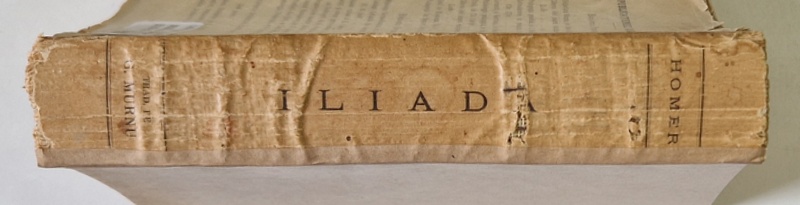 HOMER
ILIADA
TRAD. DE
G. MURNU